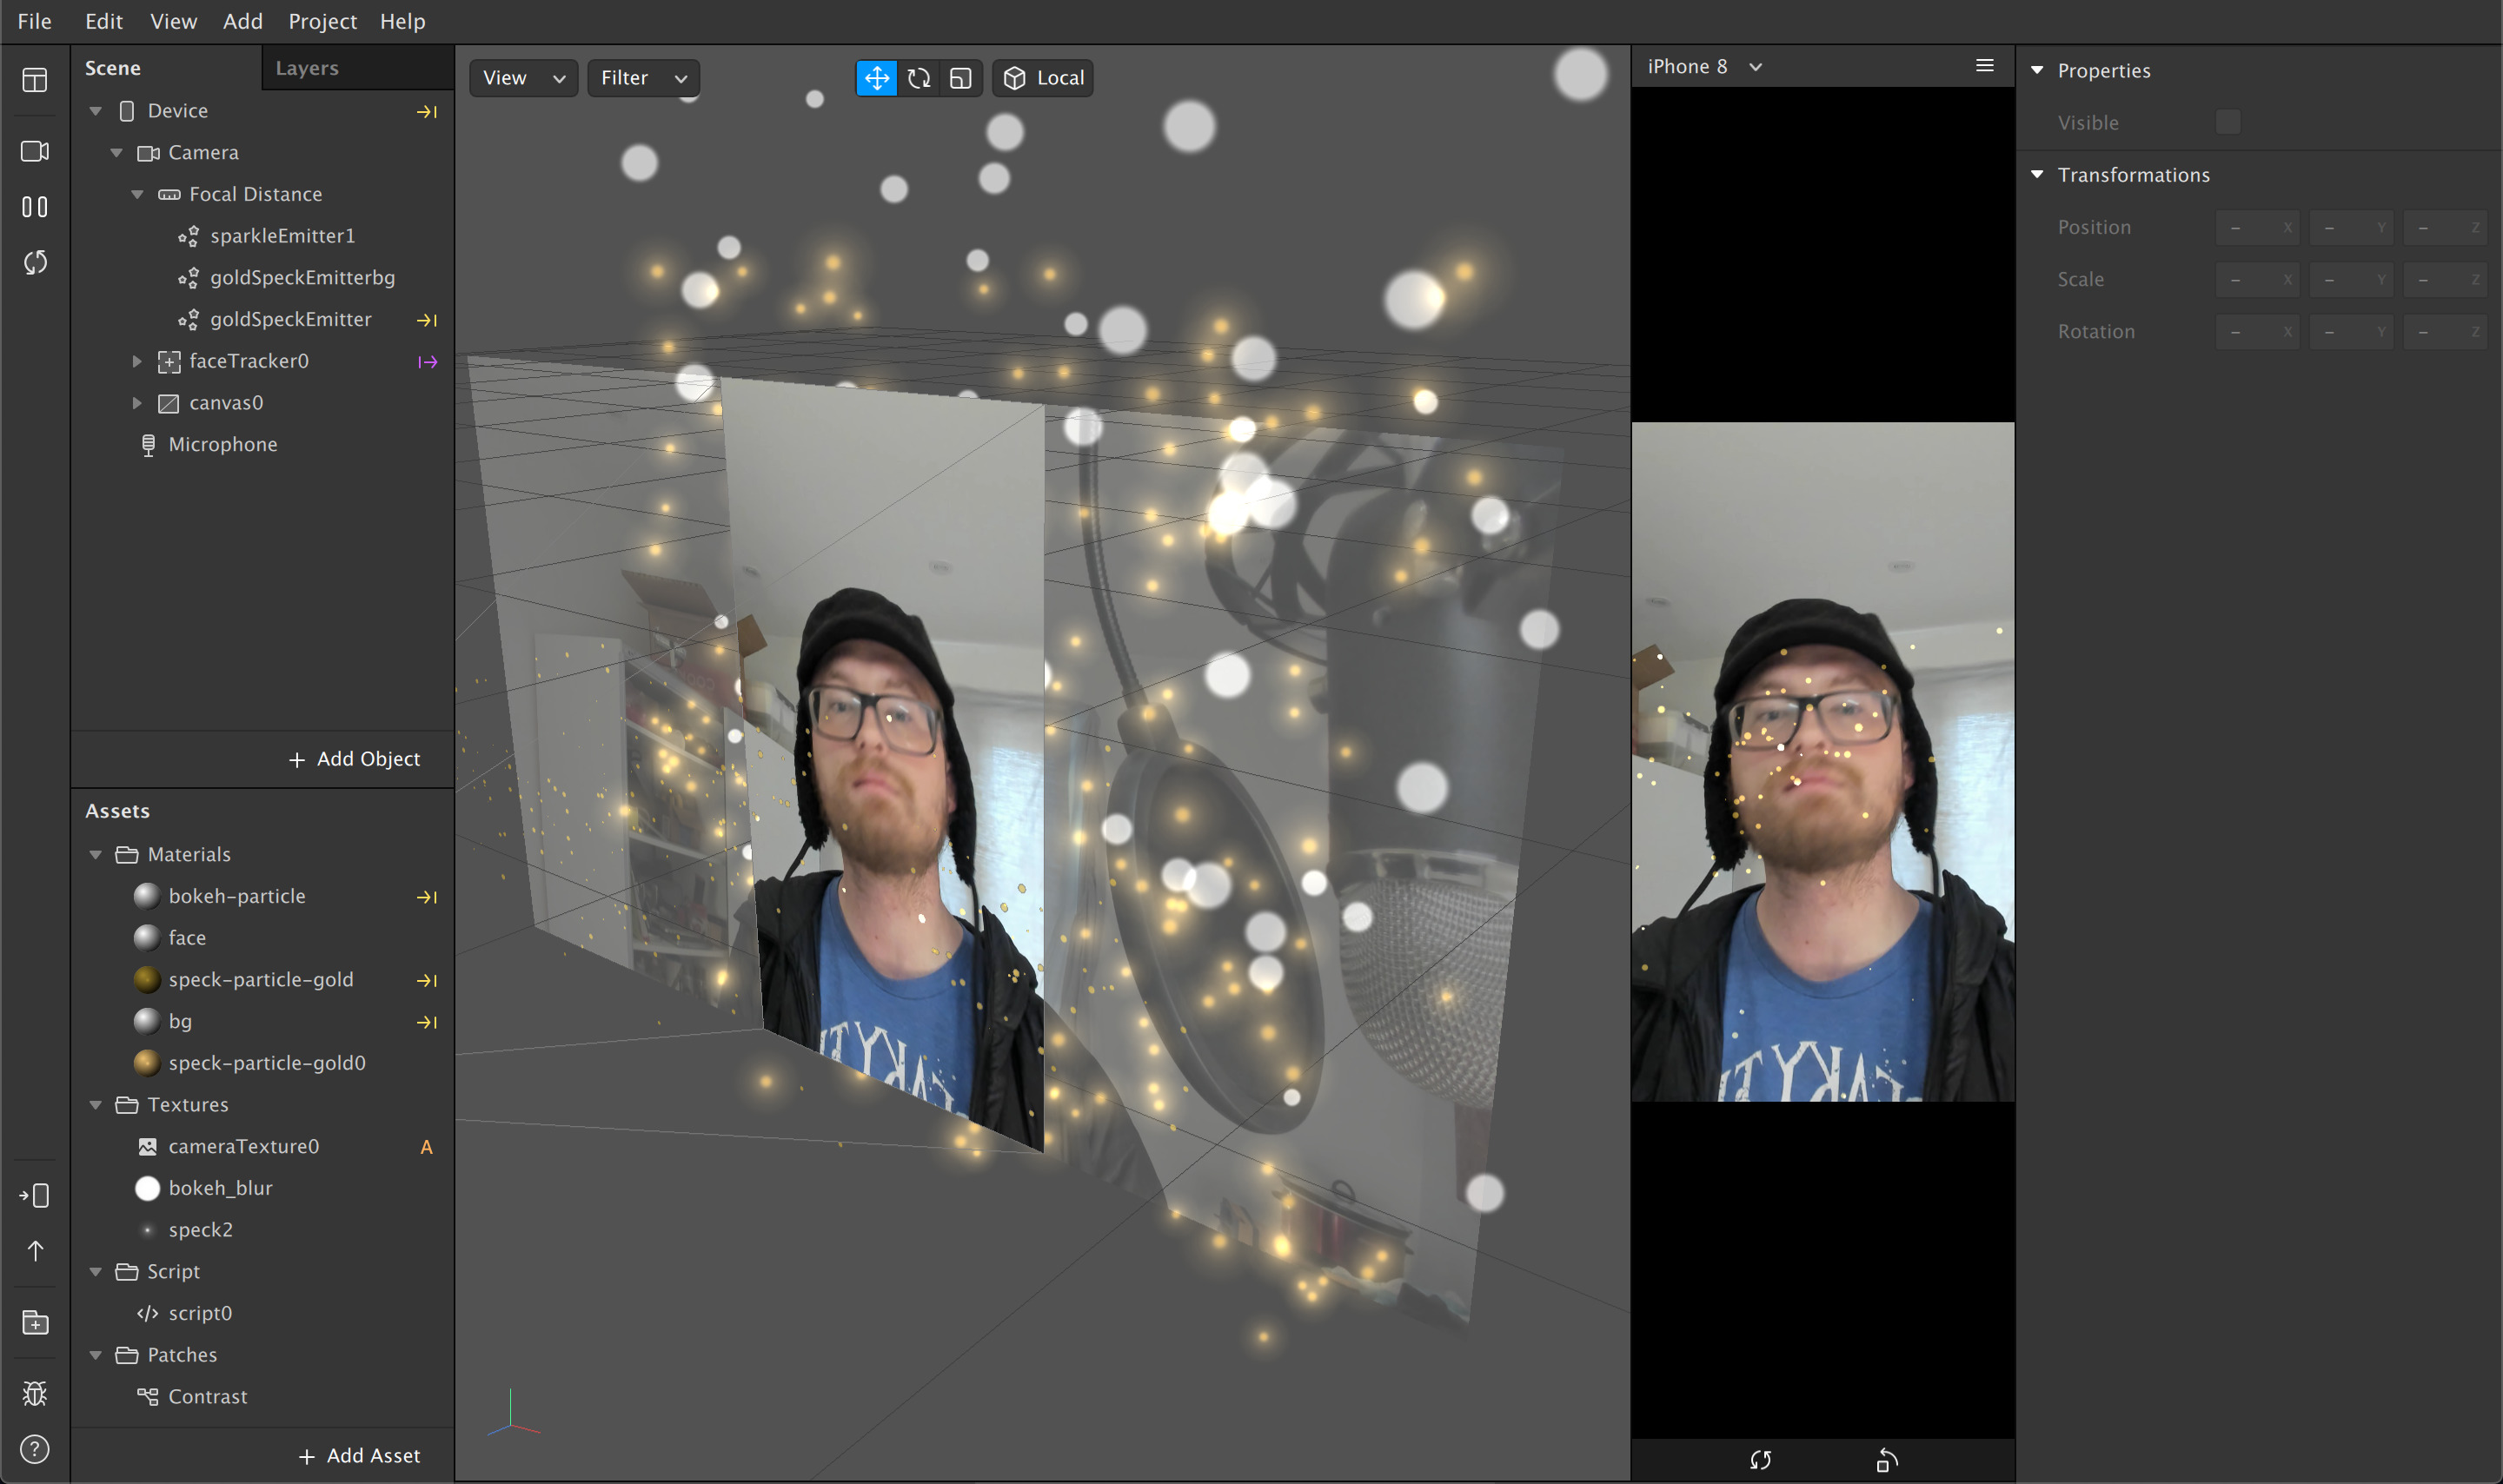 File Edit View Add Project Help
Scene Layers
Device
Camera
Focal Distance
sparkleEmitter1
goldSpeckEmitterbg
goldSpeckEmitter
faceTracker0
canvas0
Microphone
+ Add Object
Assets
Materials
bokeh-particle
face
speck-particle-gold
bg
speck-particle-gold0
Textures
cameraTexture0 A
bokeh_blur
speck2
Script
script0
Patches
Contrast
+ Add Asset
View Filter Local
iPhone 8
Properties
Visible
Transformations
Position – X – Y – Z
Scale – X – Y – Z
Rotation – X – Y – Z